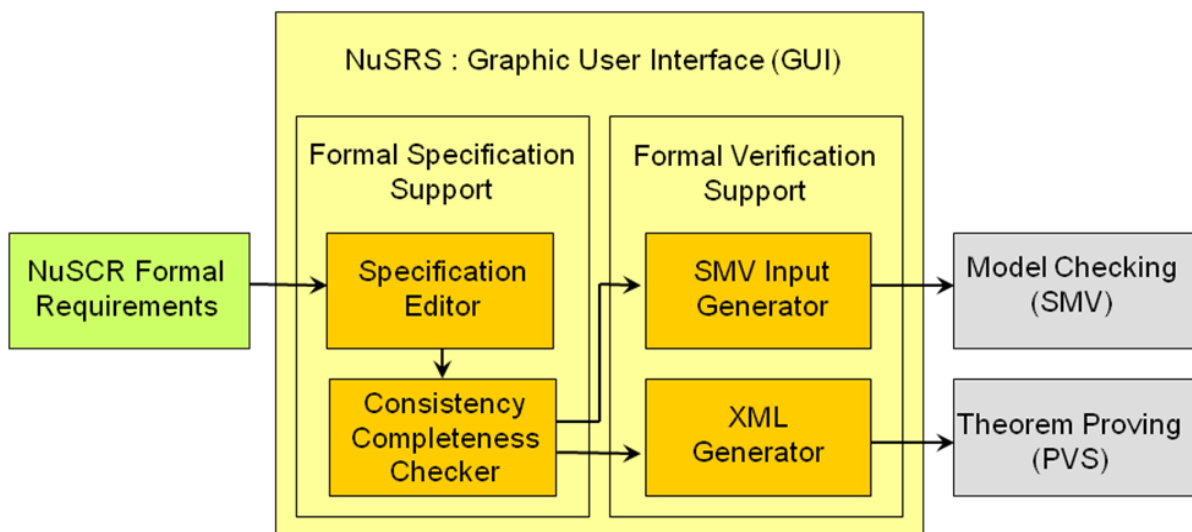 NuSRS : Graphic User Interface (GUI)
Formal Specification
Support
Formal Verification
Support
NuSCR Formal
Requirements
Specification
Editor
SMV Input
Generator
Model Checking
(SMV)
Consistency
Completeness
Checker
XML
Generator
Theorem Proving
(PVS)